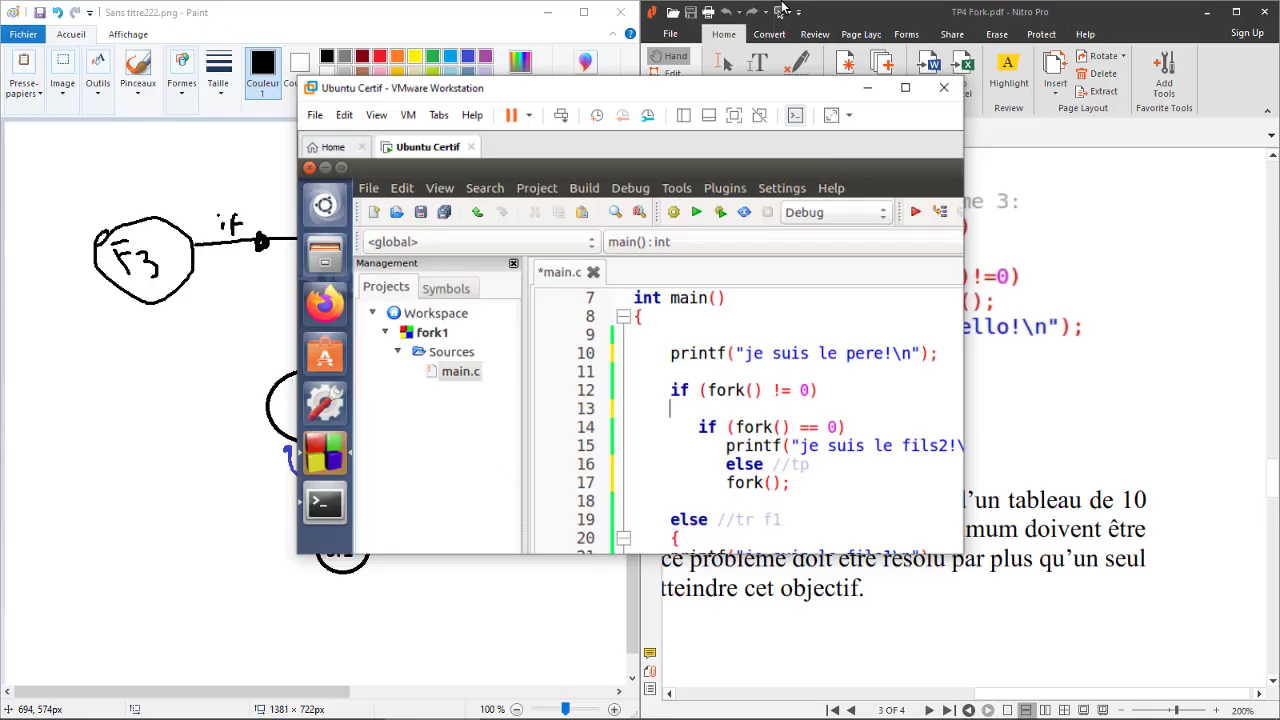 Sans titre222.png - Paint
Fichier
Accueil
Affichage
Presse-
papiers
Image
Outils
Pinceaux
Formes
Taille
Couleur
1
F3
if
694, 574px
1381 × 722px
100 %
TP4 Fork.pdf - Nitro Pro
File
Home
Convert
Review
Page Layc
Forms
Share
Erase
Protect
Sign Up
Hand
Edit
Highlight
Review
Insert
Rotate
Delete
Extract
Page Layout
Add
Tools
Favorite Tools
me 3:
)
)!=0)
();
ello!\n");
d’un tableau de 10
imum doivent être
ce problème doit être résolu par plus qu’un seul
tteindre cet objectif.
3 OF 4
200%
Ubuntu Certif - VMware Workstation
File
Edit
View
VM
Tabs
Help
Home
Ubuntu Certif
File Edit View Search Project Build Debug Tools Plugins Settings Help
Debug
<global>
main() : int
Management
Projects
Symbols
Workspace
fork1
Sources
main.c
*main.c
7 int main()
8 {
9
10 printf("je suis le pere!\n");
11
12 if (fork() != 0)
13
14 if (fork() == 0)
15 printf("je suis le fils2!\
16 else //tp
17 fork();
18
19 else //tr f1
20 {